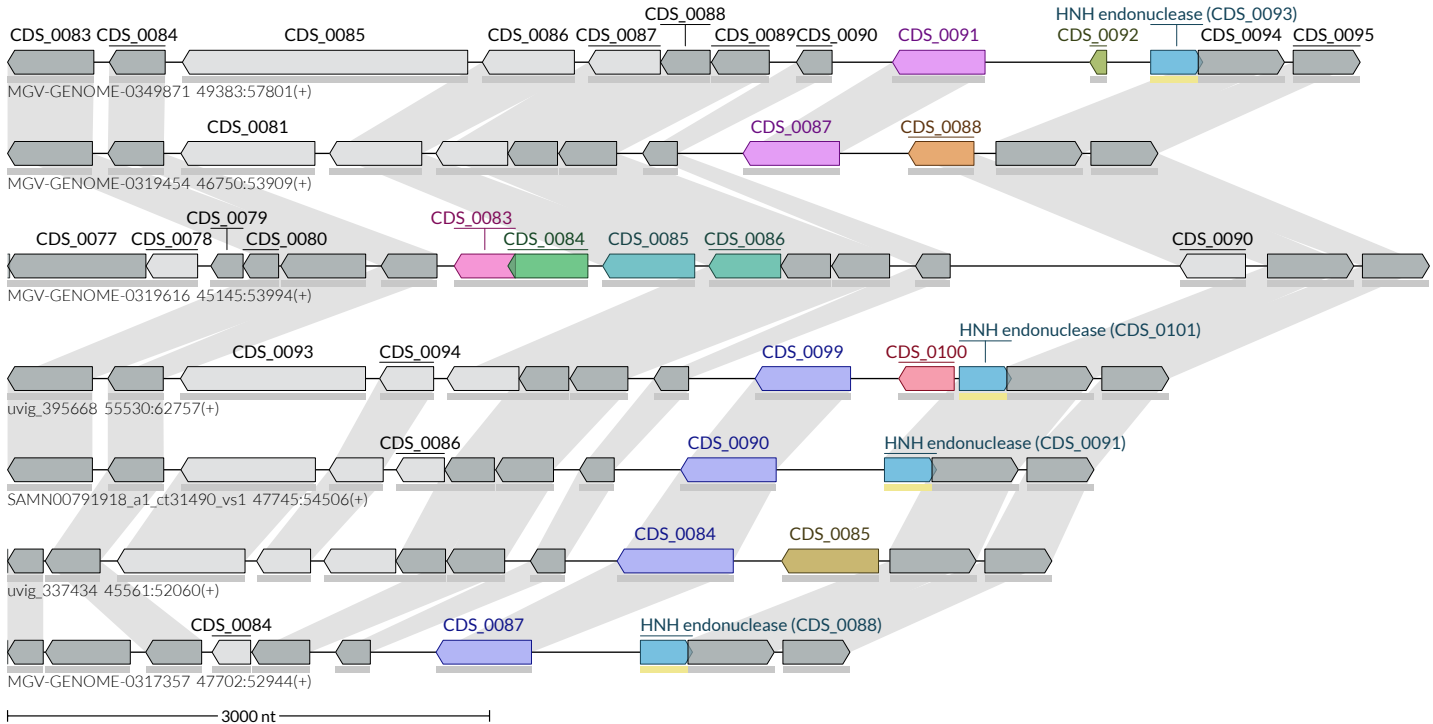 CDS_0088 HNH endonuclease (CDS_0093)
CDS_0083 CDS_0084 CDS_0085 CDS_0086 CDS_0087 CDS_0089 CDS_0090 CDS_0091 CDS_0092 CDS_0094 CDS_0095
MGV-GENOME-0349871 49383:57801(+)
CDS_0081 CDS_0087 CDS_0088
MGV-GENOME-0319454 46750:53909(+)
CDS_0079 CDS_0083
CDS_0077 CDS_0078 CDS_0080 CDS_0084 CDS_0085 CDS_0086 CDS_0090
MGV-GENOME-0319616 45145:53994(+)
HNH endonuclease (CDS_0101)
CDS_0093 CDS_0094 CDS_0099 CDS_0100
uvig_395668 55530:62757(+)
CDS_0086 CDS_0090 HNH endonuclease (CDS_0091)
SAMN00791918_a1_ct31490_vs1 47745:54506(+)
CDS_0084 CDS_0085
uvig_337434 45561:52060(+)
CDS_0084 CDS_0087 HNH endonuclease (CDS_0088)
MGV-GENOME-0317357 47702:52944(+)
3000 nt